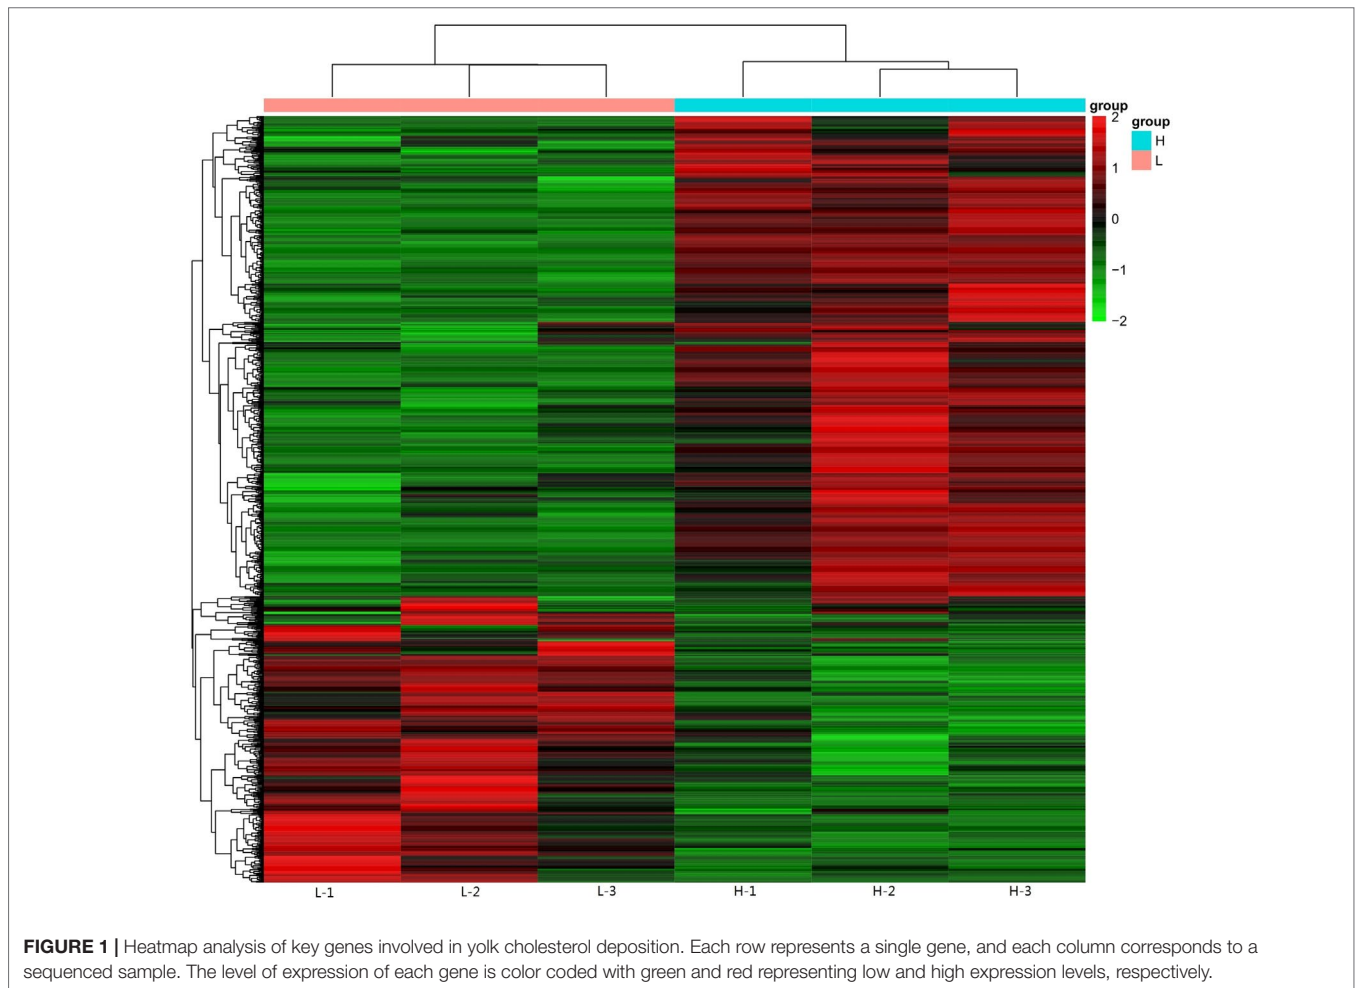 group
2
1
0
−1
−2
group
H
L
L-1 L-2 L-3 H-1 H-2 H-3
FIGURE 1 | Heatmap analysis of key genes involved in yolk cholesterol deposition. Each row represents a single gene, and each column corresponds to a
sequenced sample. The level of expression of each gene is color coded with green and red representing low and high expression levels, respectively.